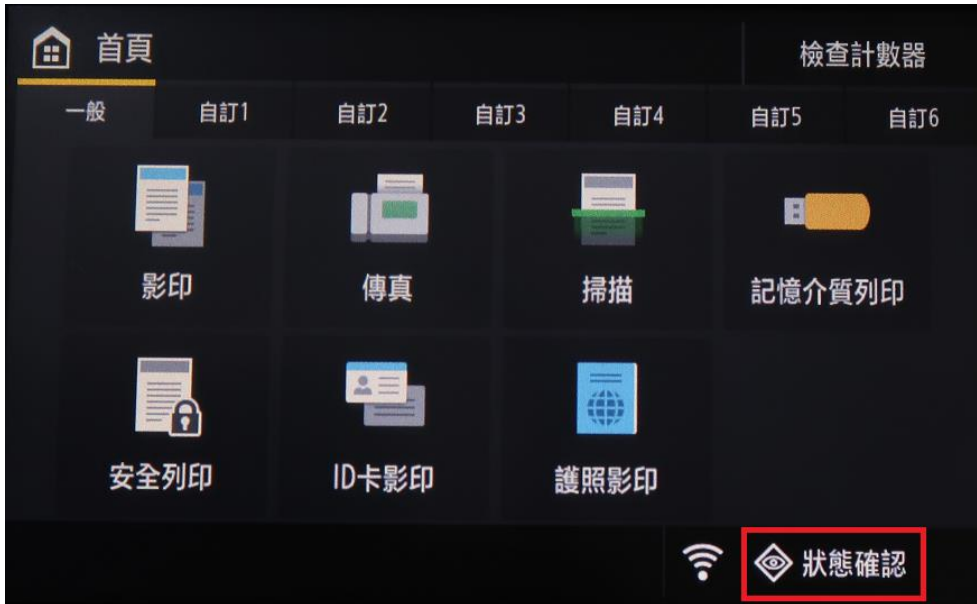 首頁
檢查計數器
一般 自訂1 自訂2 自訂3 自訂4 自訂5 自訂6
影印 傳真 掃描 記憶介質列印
安全列印 ID卡影印 護照影印
狀態確認